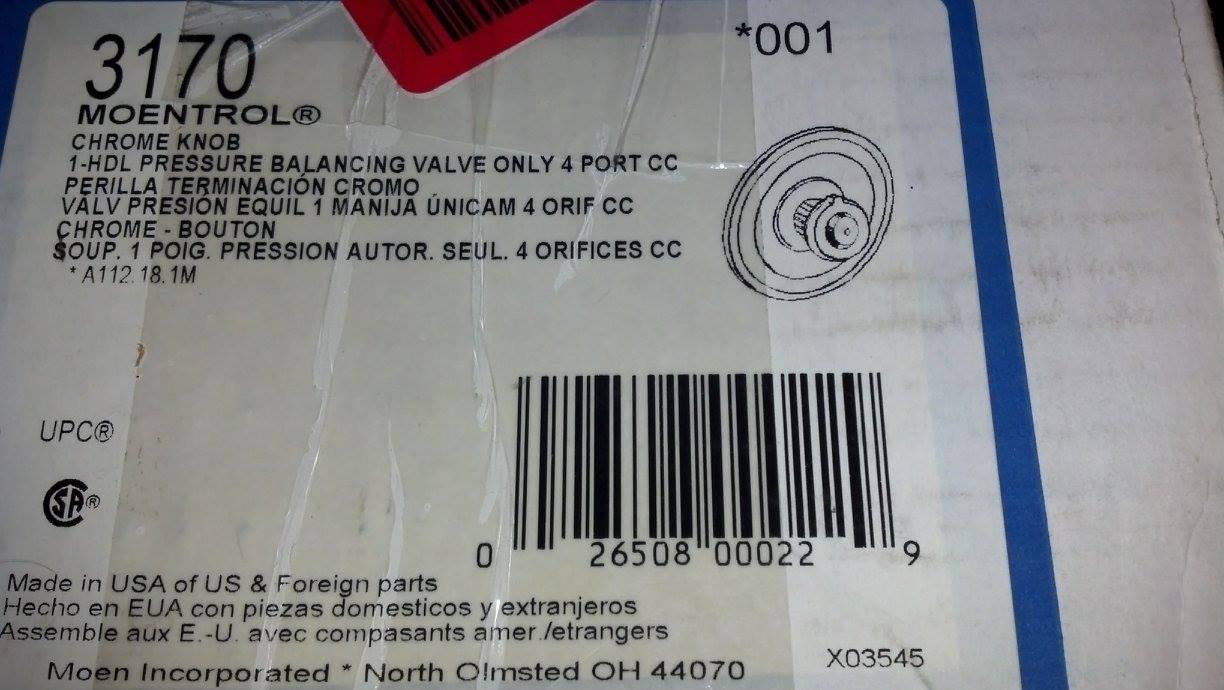 3170
*001
MOENTROL®
CHROME KNOB
1-HDL PRESSURE BALANCING VALVE ONLY 4 PORT CC
PERILLA TERMINACIÓN CROMO
VALV PRESIÓN EQUIL 1 MANIJA ÚNICAM 4 ORIF CC
CHROME - BOUTON
SOUP. 1 POIG. PRESSION AUTOR. SEUL. 4 ORIFICES CC
* A112.18.1M
UPC®
SA®
0 26508 00022 9
Made in USA of US & Foreign parts
Hecho en EUA con piezas domesticos y extranjeros
Assemble aux E.-U. avec compasants amer./etrangers
Moen Incorporated * North Olmsted OH 44070
X03545